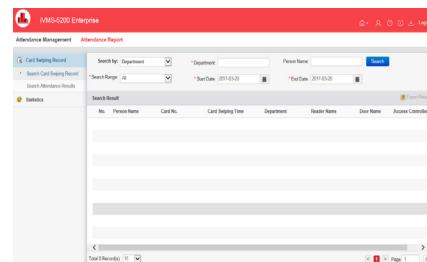 iVMS-5200 Enterprise
Attendance Management Attendance Report
Card Swiping Record
Search Card Swiping Record
Search Attendance Results
Statistics
Search by: Department * Department Person Name Search
* Search Range All * Start Date 2017-03-20 * End Date 2017-03-26
Search Result
No. Person Name Card No. Card Swiping Time Department Reader Name Door Name Access Controlle
Total 0 Record(s) Page 1